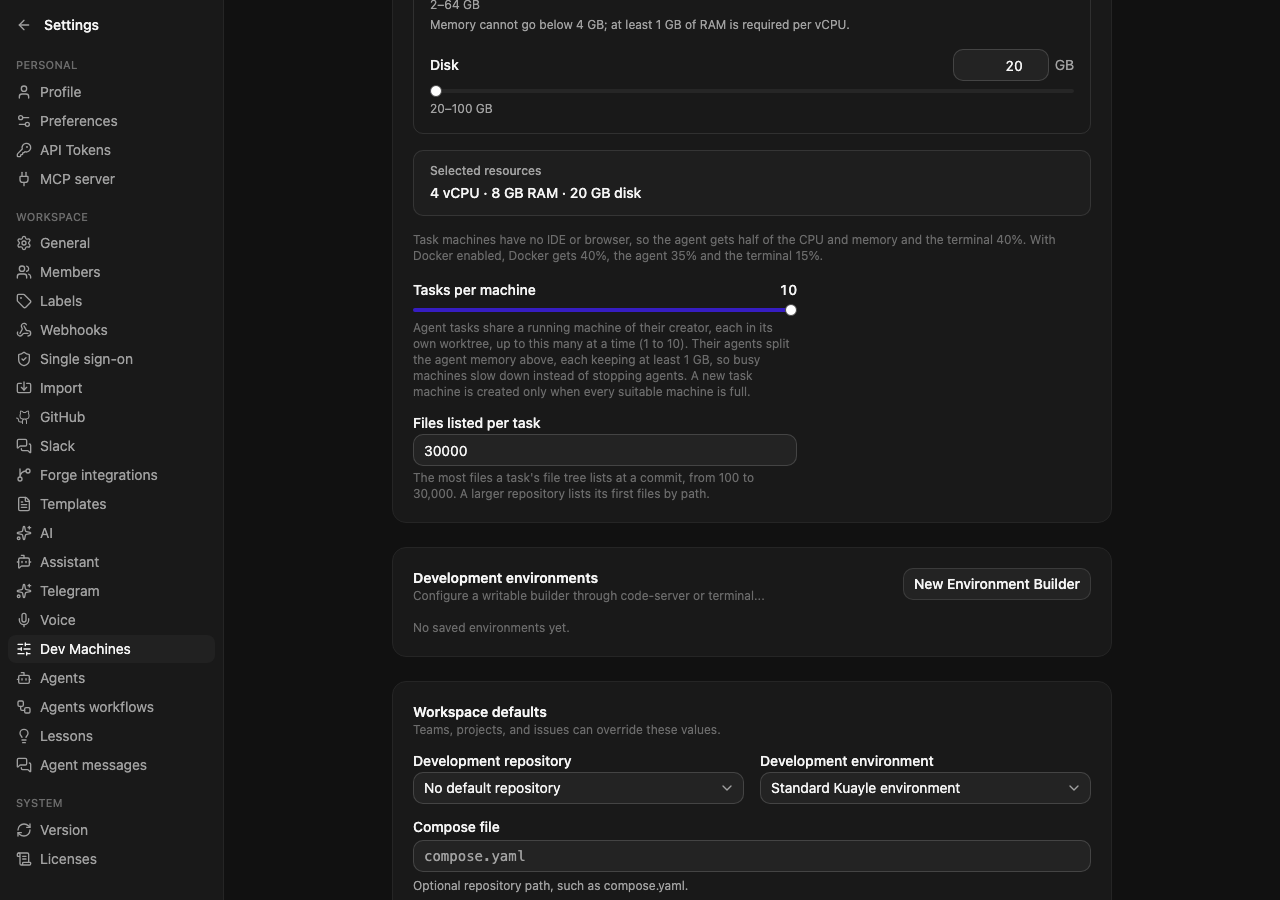 Settings
PERSONAL
Profile
Preferences
API Tokens
MCP server
WORKSPACE
General
Members
Labels
Webhooks
Single sign-on
Import
GitHub
Slack
Forge integrations
Templates
AI
Assistant
Telegram
Voice
Dev Machines
Agents
Agents workflows
Lessons
Agent messages
SYSTEM
Version
Licenses
2–64 GB
Memory cannot go below 4 GB; at least 1 GB of RAM is required per vCPU.
Disk
20 GB
20–100 GB
Selected resources
4 vCPU · 8 GB RAM · 20 GB disk
Task machines have no IDE or browser, so the agent gets half of the CPU and memory and the terminal 40%. With
Docker enabled, Docker gets 40%, the agent 35% and the terminal 15%.
Tasks per machine 10
Agent tasks share a running machine of their creator, each in its
own worktree, up to this many at a time (1 to 10). Their agents split
the agent memory above, each keeping at least 1 GB, so busy
machines slow down instead of stopping agents. A new task
machine is created only when every suitable machine is full.
Files listed per task
30000
The most files a task's file tree lists at a commit, from 100 to
30,000. A larger repository lists its first files by path.
Development environments
Configure a writable builder through code-server or terminal...
New Environment Builder
No saved environments yet.
Workspace defaults
Teams, projects, and issues can override these values.
Development repository
No default repository
Development environment
Standard Kuayle environment
Compose file
compose.yaml
Optional repository path, such as compose.yaml.